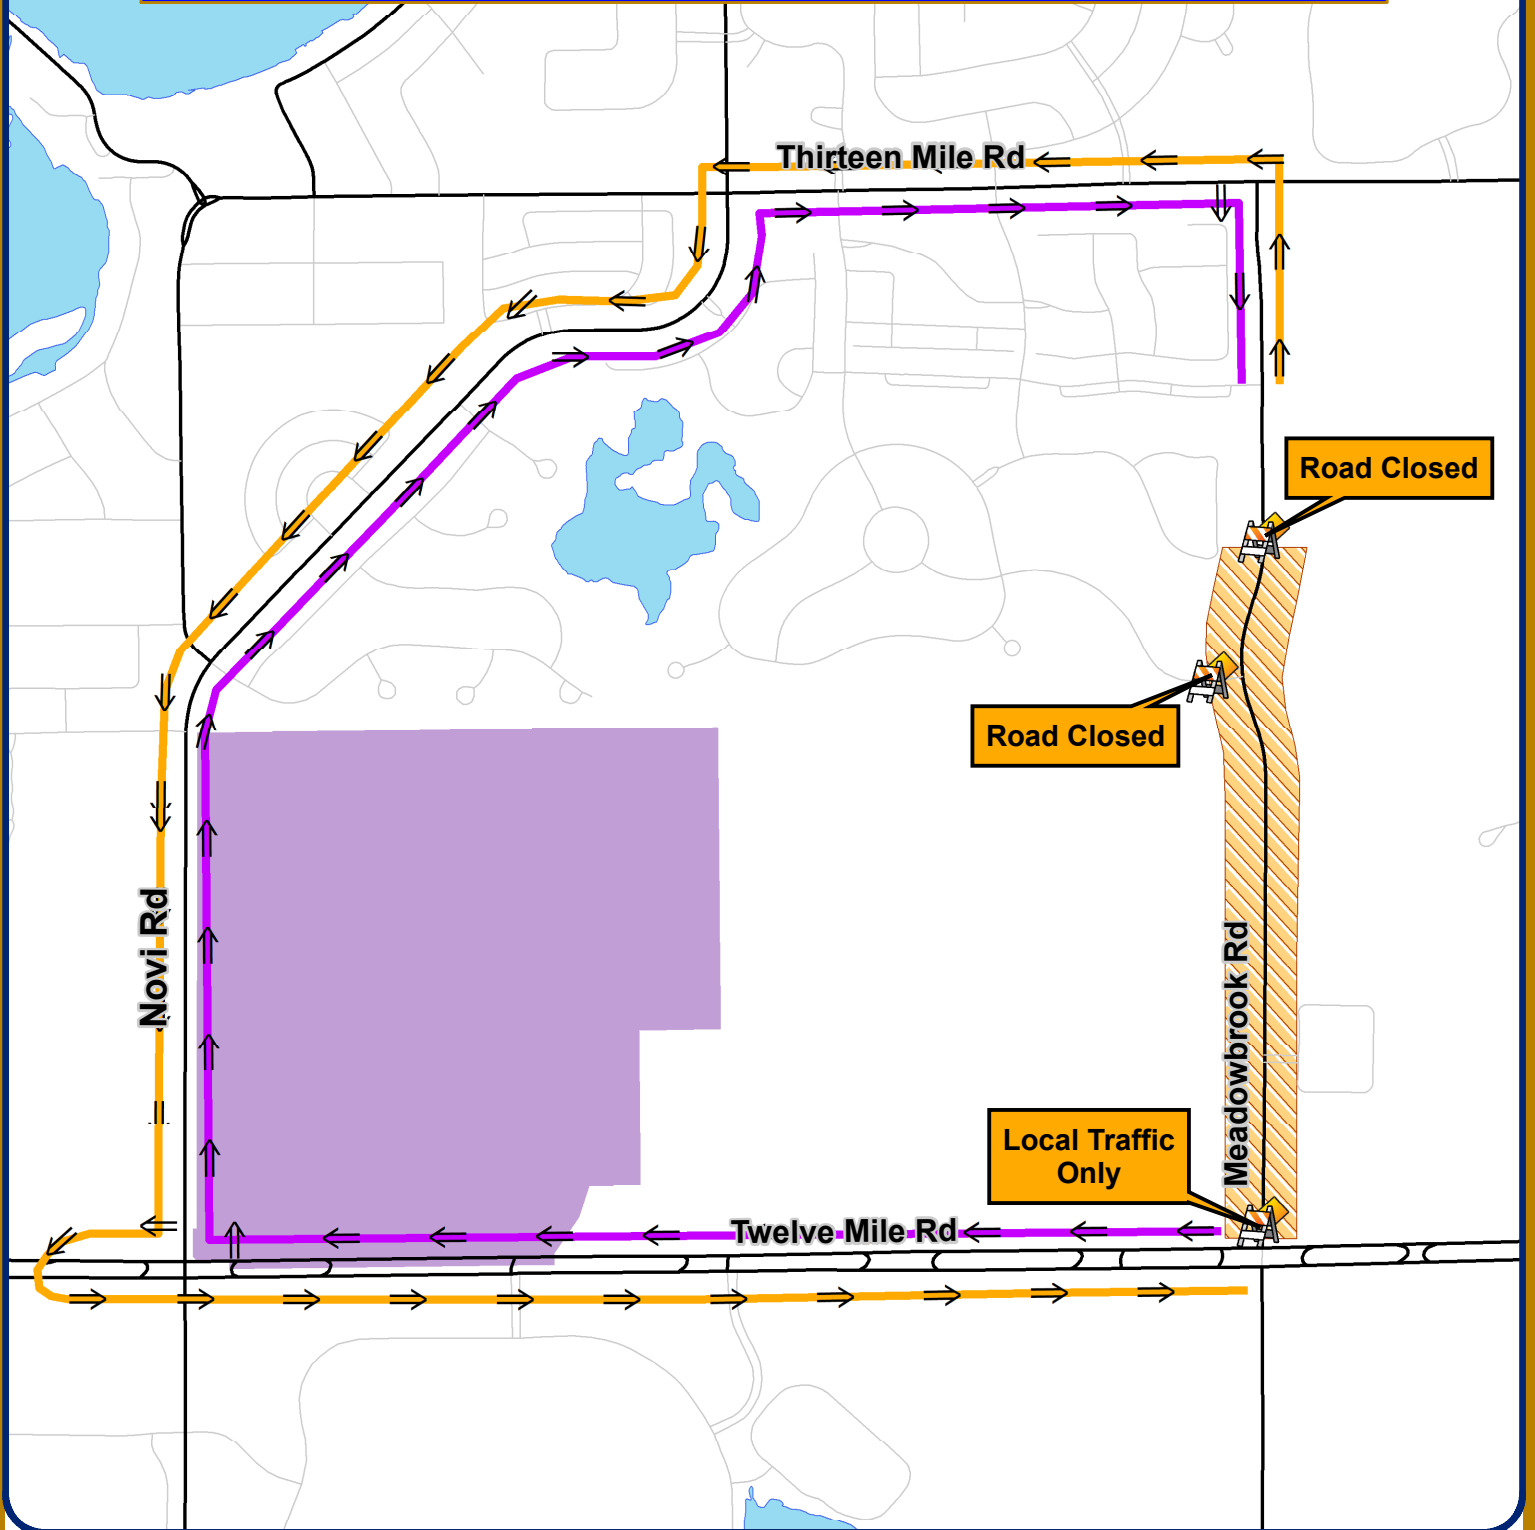 Thirteen Mile Rd
Road Closed
Road Closed
Novi Rd
Meadowbrook Rd
Local Traffic
Only
Twelve Mile Rd